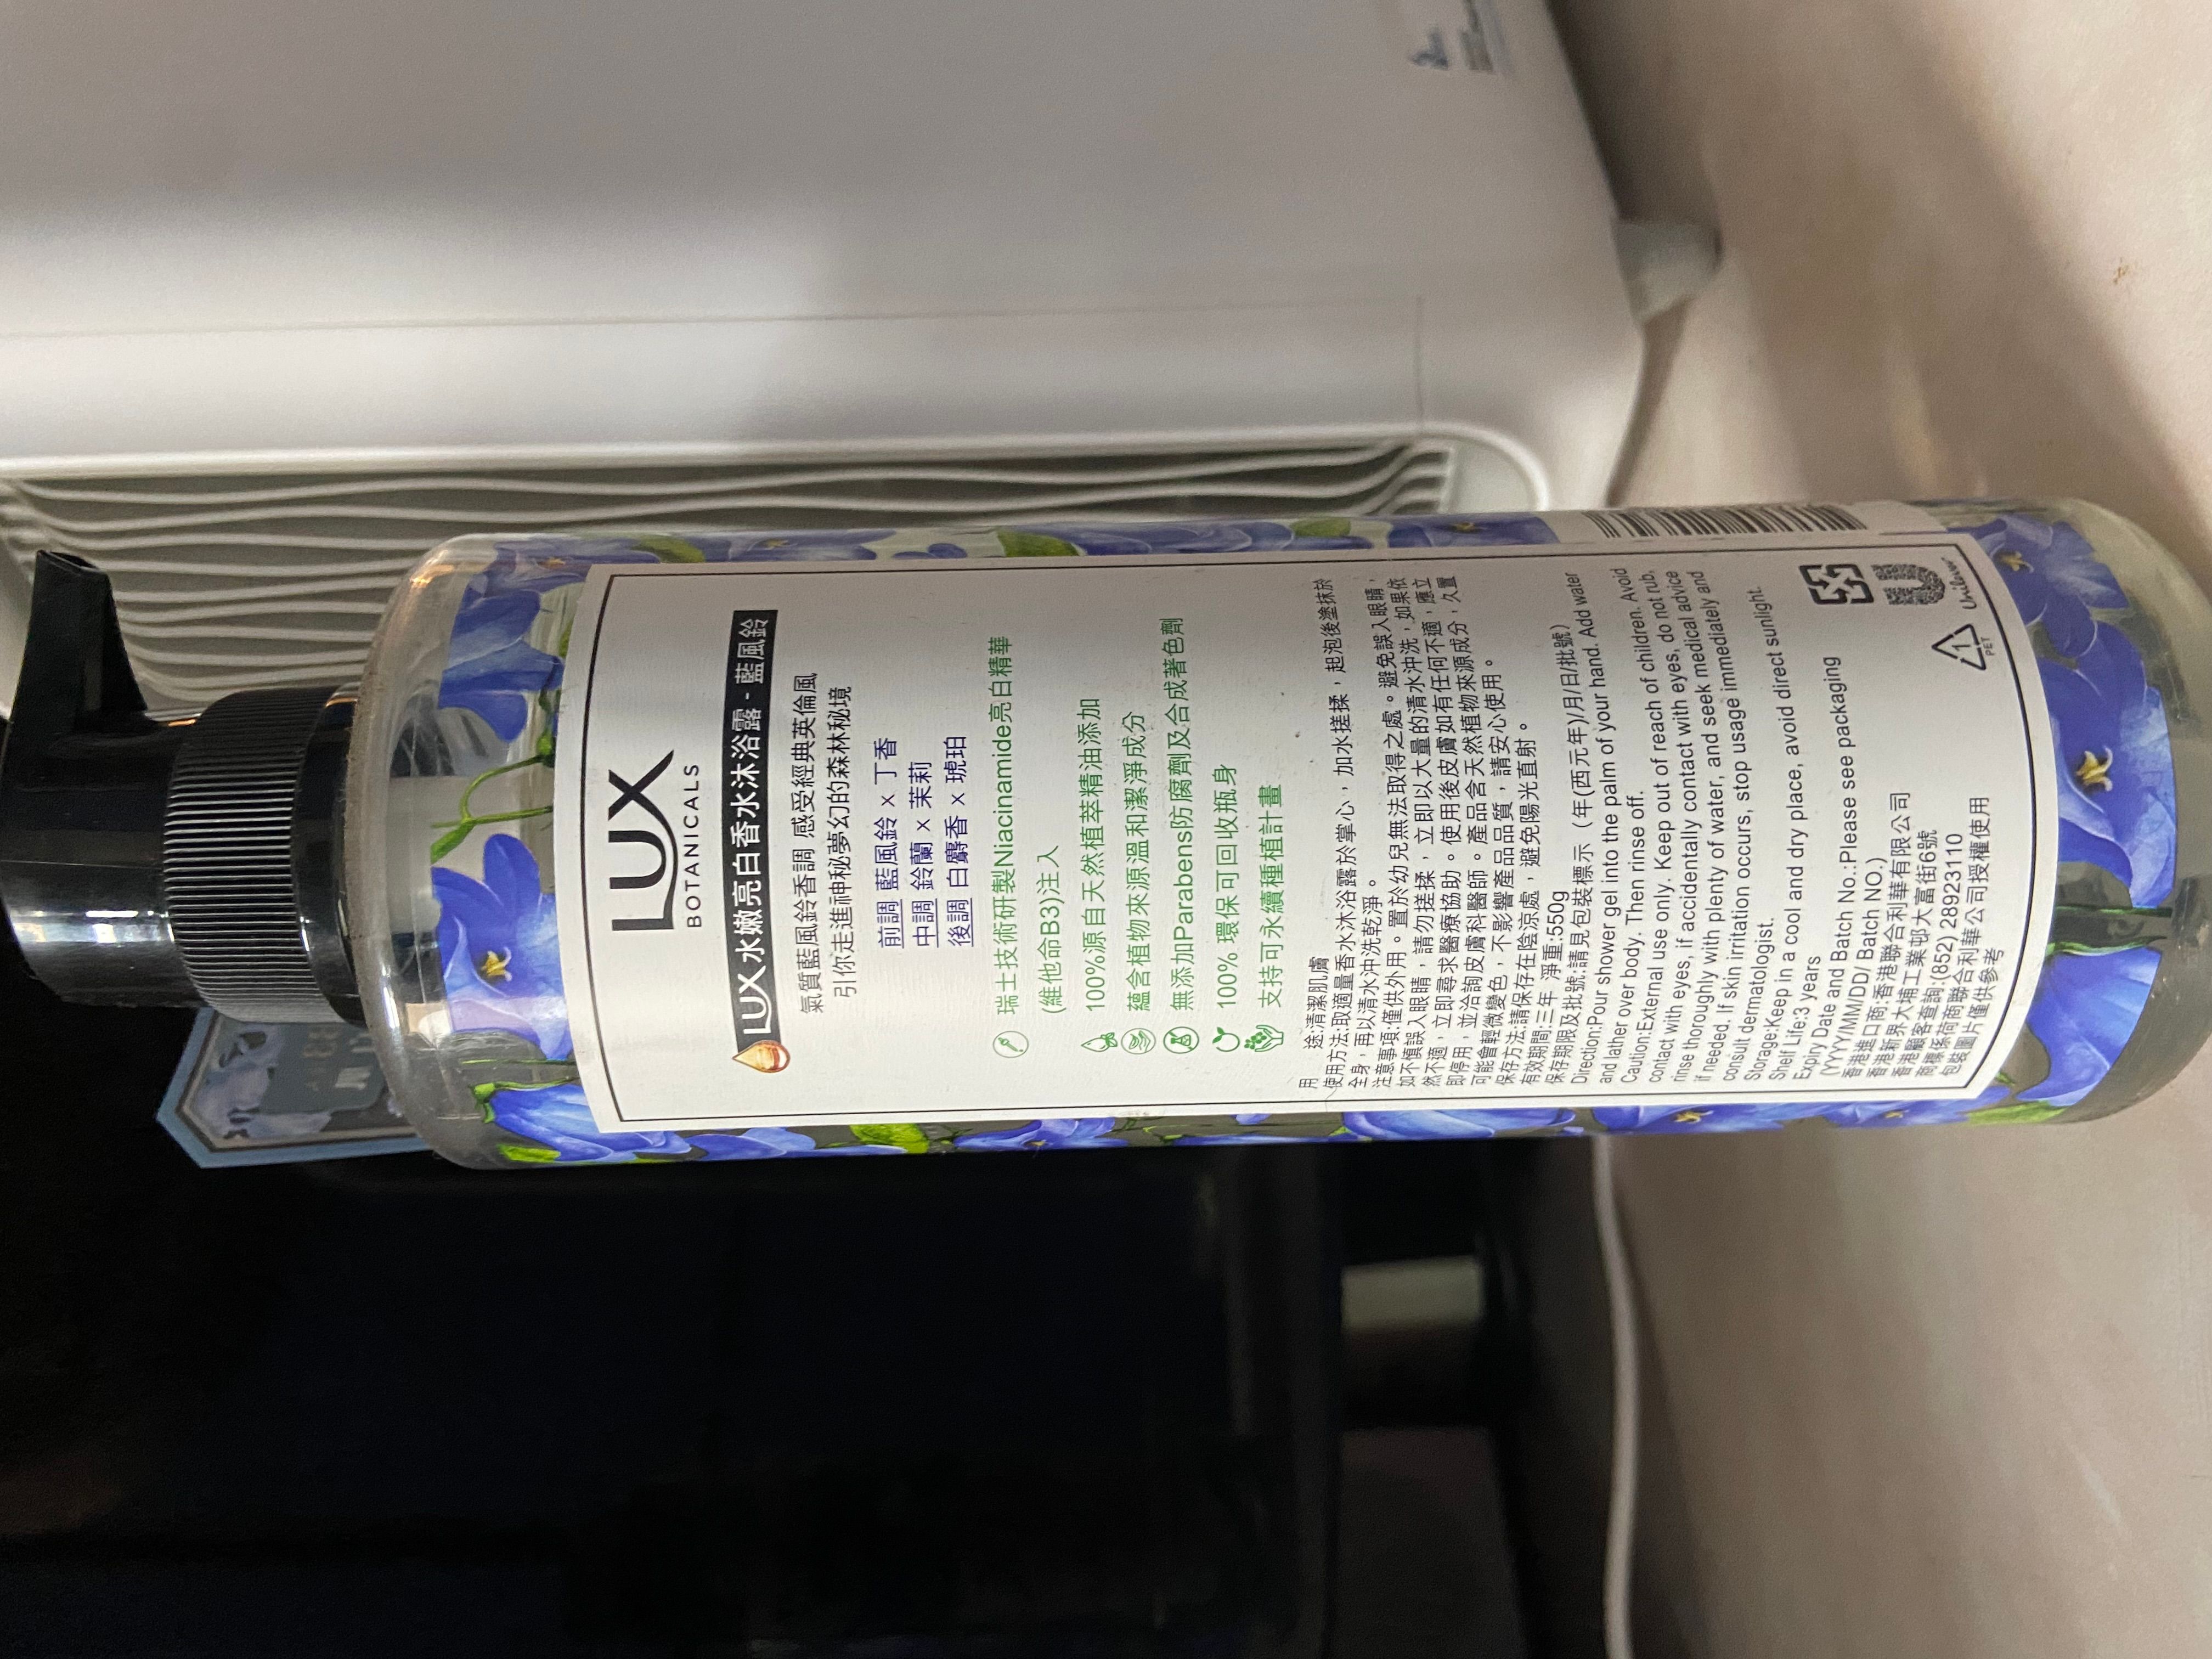 LUX
BOTANICALS
LUX水嫩亮白香水沐浴露-藍風鈴
氣質藍風鈴香調 感受經典英倫風
引你走進神秘夢幻的森林秘境
前調 藍風鈴 x 丁香
中調 鈴蘭 x 茉莉
後調 白麝香 x 琥珀
瑞士技術研製Niacinamide亮白精華
(維他命B3)注入
100%源自天然植萃精油添加
蘊含植物來源溫和潔淨成分
無添加Parabens防腐劑及合成著色劑
100% 環保可回收瓶身
支持可永續種植計畫
用 途:清潔肌膚
使用方法:取適量香水沐浴露於掌心，加水搓揉，起泡後塗抹於
全身，再以清水沖洗乾淨。
注意事項:僅供外用。置於幼兒無法取得之處。避免誤入眼睛，
如不慎誤入眼睛，請勿搓揉，立即以大量的清水沖洗，如果依
然不適，立即尋求醫療協助。使用後皮膚如有任何不適，應立
即停用，並洽詢皮膚科醫師。產品含天然植物來源成分，久置
可能會輕微變色，不影響產品品質，請安心使用。
保存方法:請保存在陰涼處，避免陽光直射。
有效期間:三年 淨重:550g
保存期限及批號:請見包裝標示（年(西元年)/月/日/批號）
Direction:Pour shower gel into the palm of your hand. Add water
and lather over body. Then rinse off.
Caution:External use only. Keep out of reach of children. Avoid
contact with eyes, if accidentally contact with eyes, do not rub,
rinse thoroughly with plenty of water, and seek medical advice
if needed. If skin irritation occurs, stop usage immediately and
consult dermatologist.
Storage:Keep in a cool and dry place, avoid direct sunlight.
Shelf Life:3 years
Expiry Date and Batch No.:Please see packaging
(YYYY/MM/DD/ Batch NO.)
香港進口商:香港聯合利華有限公司
香港新界大埔工業邨大富街6號
香港顧客查詢:(852) 28923110
商標係荷商聯合利華公司授權使用
包裝圖片僅供參考
1
PET
Unilever